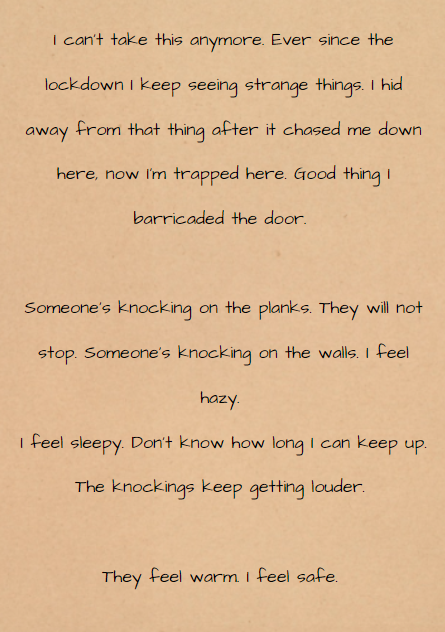 I can't take this anymore. Ever since the
lockdown I keep seeing strange things. I hid
away from that thing after it chased me down
here, now I'm trapped here. Good thing I
barricaded the door.
Someone's knocking on the planks. They will not
stop. Someone's knocking on the walls. I feel
hazy.
I feel sleepy. Don't know how long I can keep up.
The knockings keep getting louder.
They feel warm. I feel safe.